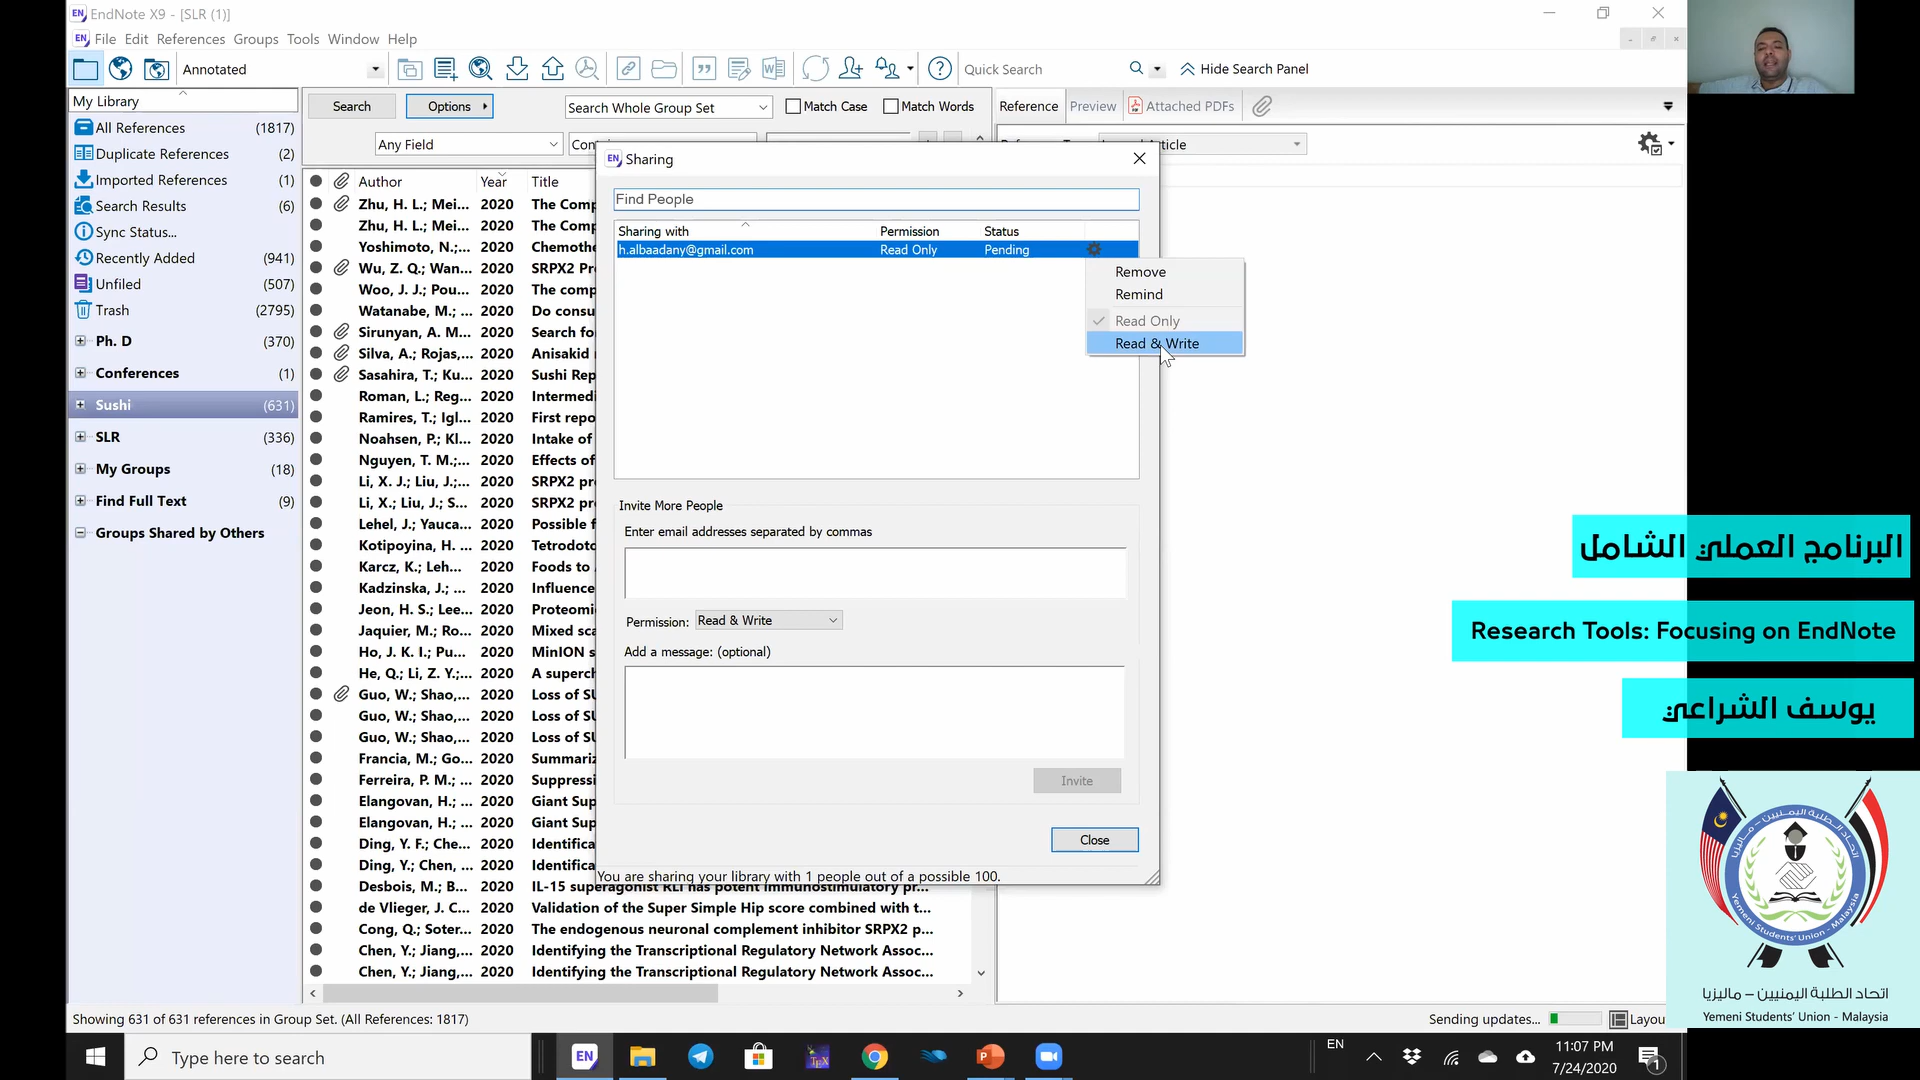 EndNote X9 - [SLR (1)]
File Edit References Groups Tools Window Help
Annotated
Quick Search
Hide Search Panel
My Library
All References (1817)
Duplicate References (2)
Imported References (1)
Search Results (6)
Sync Status...
Recently Added (941)
Unfiled (507)
Trash (2795)
Ph. D (370)
Conferences (1)
Sushi (631)
SLR (336)
My Groups (18)
Find Full Text (9)
Groups Shared by Others
Search Options Search Whole Group Set Match Case Match Words
Any Field
Reference Preview Attached PDFs
Author Year Title
Zhu, H. L.; Mei... 2020 The Comp
Zhu, H. L.; Mei... 2020 The Comp
Yoshimoto, N.;... 2020 Chemothe
Wu, Z. Q.; Wan... 2020 SRPX2 Pr
Woo, J. J.; Pou... 2020 The comp
Watanabe, M.; ... 2020 Do consu
Sirunyan, A. M... 2020 Search fo
Silva, A.; Rojas,... 2020 Anisakid
Sasahira, T.; Ku... 2020 Sushi Rep
Roman, L.; Reg... 2020 Intermedi
Ramires, T.; Igl... 2020 First repo
Noahsen, P.; Kl... 2020 Intake of
Nguyen, T. M.;... 2020 Effects of
Li, X. J.; Liu, J.;... 2020 SRPX2 pr
Li, X.; Liu, J.; S... 2020 SRPX2 pr
Lehel, J.; Yauca... 2020 Possible f
Kotipoyina, H. ... 2020 Tetrodoto
Karcz, K.; Leh... 2020 Foods to
Kadzinska, J.; ... 2020 Influence
Jeon, H. S.; Lee... 2020 Proteomi
Jaquier, M.; Ro... 2020 Mixed sca
Ho, J. K. I.; Pu... 2020 MinION s
He, Q.; Li, Z. Y.;... 2020 A superch
Guo, W.; Shao,... 2020 Loss of SU
Guo, W.; Shao,... 2020 Loss of SU
Guo, W.; Shao,... 2020 Loss of SU
Francia, M.; Go... 2020 Summariz
Ferreira, P. M.; ... 2020 Suppressi
Elangovan, H.; ... 2020 Giant Sup
Elangovan, H.; ... 2020 Giant Sup
Ding, Y. F.; Che... 2020 Identifica
Ding, Y.; Chen, ... 2020 Identifica
Desbois, M.; B... 2020 IL-15 superagonist RLI has potent immunostimulatory pr...
de Vlieger, J. C... 2020 Validation of the Super Simple Hip score combined with t...
Cong, Q.; Soter... 2020 The endogenous neuronal complement inhibitor SRPX2 p...
Chen, Y.; Jiang,... 2020 Identifying the Transcriptional Regulatory Network Assoc...
Chen, Y.; Jiang,... 2020 Identifying the Transcriptional Regulatory Network Assoc...
Sharing
Find People
Sharing with Permission Status
h.albaadany@gmail.com Read Only Pending
Remove
Remind
Read Only
Read & Write
Invite More People
Enter email addresses separated by commas
Permission: Read & Write
Add a message: (optional)
Invite
Close
You are sharing your library with 1 people out of a possible 100.
البرنامج العملي الشامل
Research Tools: Focusing on EndNote
يوسف الشراعي
اتحاد الطلبة اليمنيين – ماليزيا
Yemeni Students' Union - Malaysia
اتحاد الطلبة اليمنيين – ماليزيا
Yemeni Students' Union - Malaysia
Showing 631 of 631 references in Group Set. (All References: 1817)
Sending updates...
Layou
Type here to search
EN
11:07 PM
7/24/2020
1